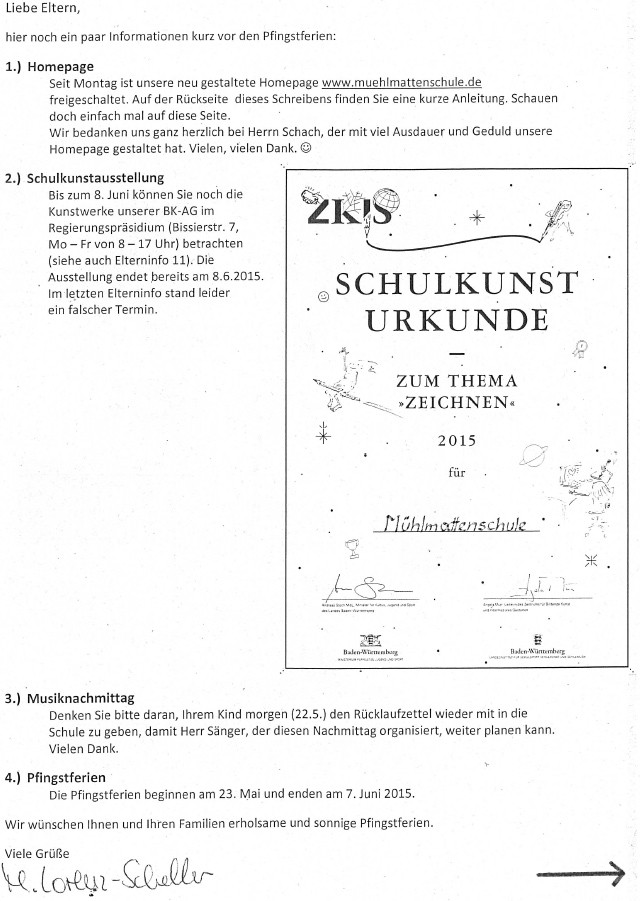 Liebe Eltern,
hier noch ein paar Informationen kurz vor den Pfingstferien:
1.) Homepage
Seit Montag ist unsere neu gestaltete Homepage www.muehlmattenschule.de
freigeschaltet. Auf der Rückseite dieses Schreibens finden Sie eine kurze Anleitung. Schauen
doch einfach mal auf diese Seite.
Wir bedanken uns ganz herzlich bei Herrn Schach, der mit viel Ausdauer und Geduld unsere
Homepage gestaltet hat. Vielen, vielen Dank. ☺
2.) Schulkunstausstellung
Bis zum 8. Juni können Sie noch die
Kunstwerke unserer BK-AG im
Regierungspräsidium (Bissierstr. 7,
Mo – Fr von 8 – 17 Uhr) betrachten
(siehe auch Elterninfo 11). Die
Ausstellung endet bereits am 8.6.2015.
Im letzten Elterninfo stand leider
ein falscher Termin.
ZKIS
SCHULKUNST
URKUNDE
ZUM THEMA
»ZEICHNEN«
2015
für
Mühlmattenschule
Baden-Württemberg
Baden-Württemberg
3.) Musiknachmittag
Denken Sie bitte daran, Ihrem Kind morgen (22.5.) den Rücklaufzettel wieder mit in die
Schule zu geben, damit Herr Sänger, der diesen Nachmittag organisiert, weiter planen kann.
Vielen Dank.
4.) Pfingstferien
Die Pfingstferien beginnen am 23. Mai und enden am 7. Juni 2015.
Wir wünschen Ihnen und Ihren Familien erholsame und sonnige Pfingstferien.
Viele Grüße
M. Lorenz-Scheller